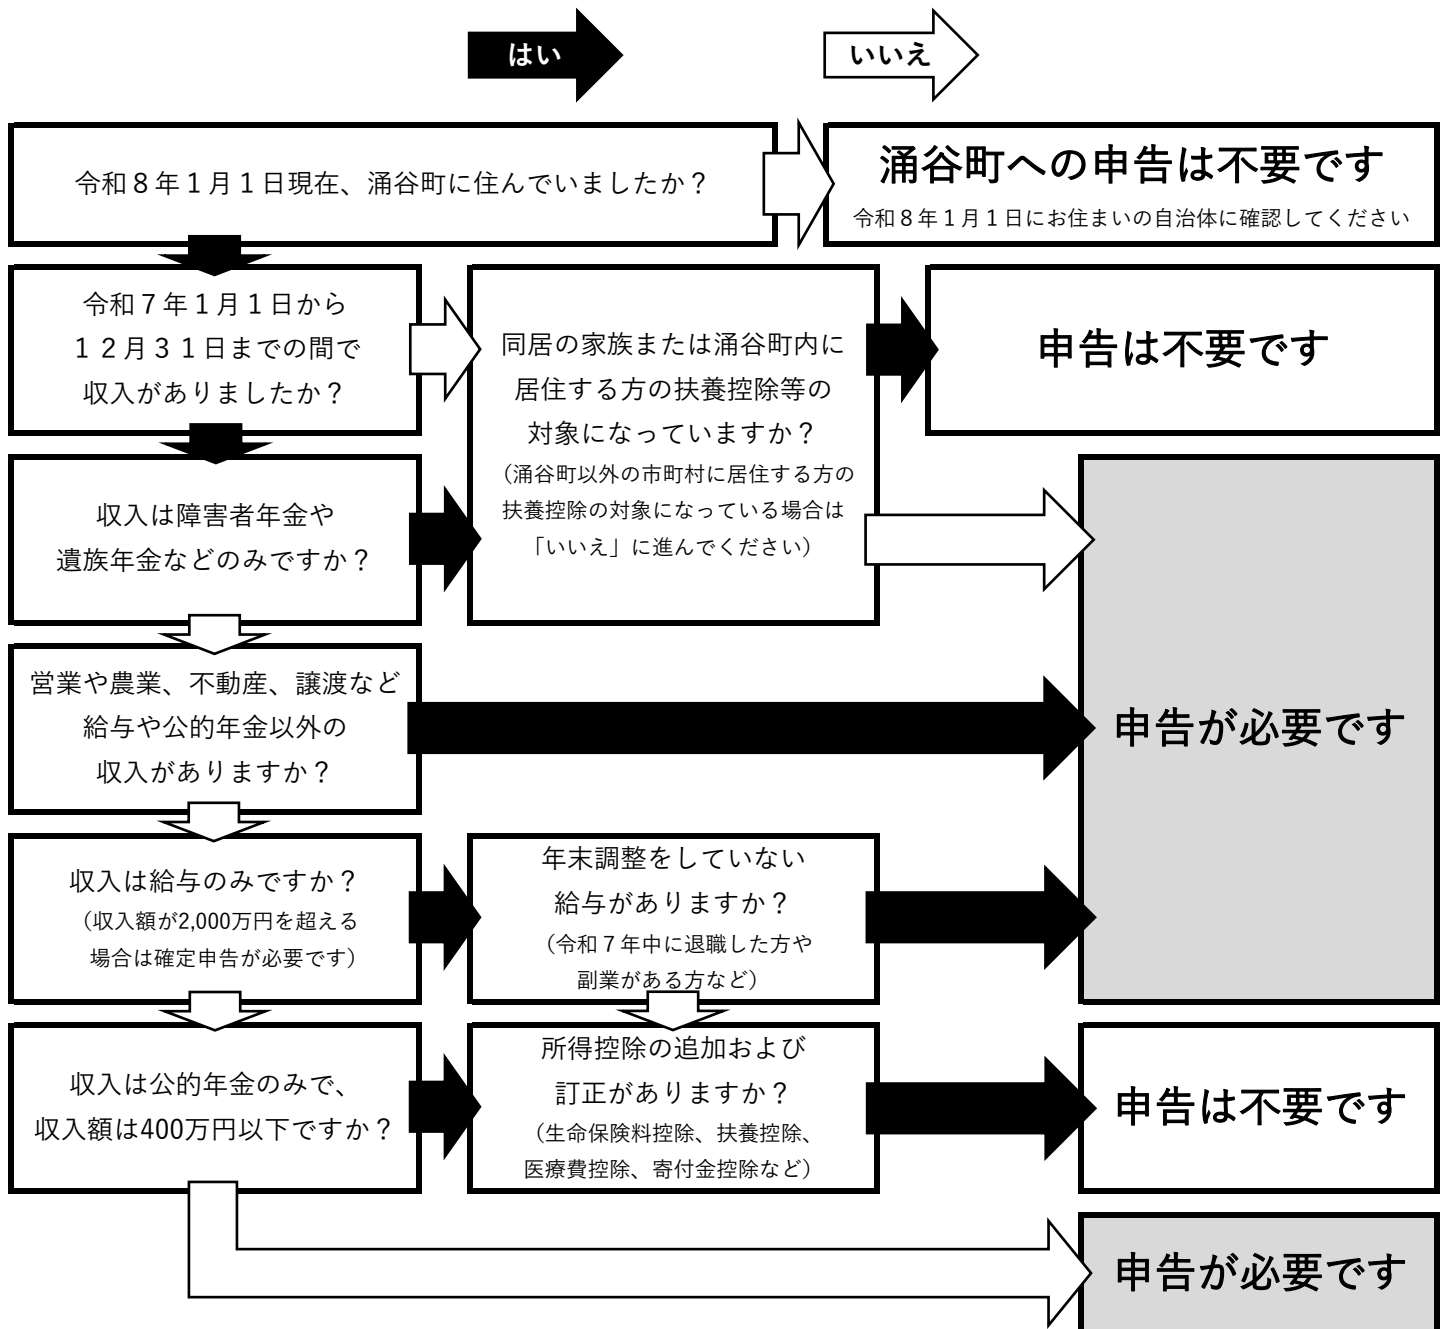 はい
いいえ
令和８年１月１日現在、涌谷町に住んでいましたか？
涌谷町への申告は不要です
令和８年１月１日にお住まいの自治体に確認してください
令和７年１月１日から
１２月３１日までの間で
収入がありましたか？
同居の家族または涌谷町内に
居住する方の扶養控除等の
対象になっていますか？
（涌谷町以外の市町村に居住する方の
扶養控除の対象になっている場合は
「いいえ」に進んでください）
申告は不要です
収入は障害者年金や
遺族年金などのみですか？
営業や農業、不動産、譲渡など
給与や公的年金以外の
収入がありますか？
申告が必要です
収入は給与のみですか？
（収入額が2,000万円を超える
場合は確定申告が必要です）
年末調整をしていない
給与がありますか？
（令和７年中に退職した方や
副業がある方など）
収入は公的年金のみで、
収入額は400万円以下ですか？
所得控除の追加および
訂正がありますか？
（生命保険料控除、扶養控除、
医療費控除、寄付金控除など）
申告は不要です
申告が必要です